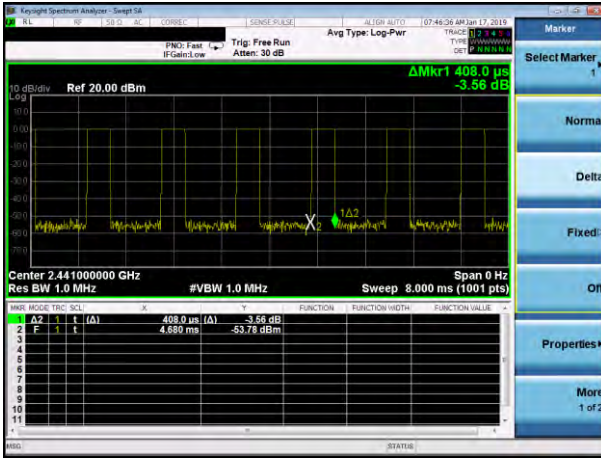 Keysight Spectrum Analyzer - Swept SA
RL RF 50 Ω AC CORREC SENSE:PULSE ALIGN AUTO 07:46:36 AM Jan 17, 2019
Avg Type: Log-Pwr
TRACE 1 2 3 4 5 6
TYPE WWWWWW
DET P N N N N N
PNO: Fast
IFGain:Low
Trig: Free Run
Atten: 30 dB
ΔMkr1 408.0 µs
-3.56 dB
10 dB/div Ref 20.00 dBm
Log
10.0
0.00
-10.0
-20.0
-30.0
-40.0
-50.0
-60.0
-70.0
X2
1Δ2
Center 2.441000000 GHz
Span 0 Hz
Res BW 1.0 MHz
#VBW 1.0 MHz
Sweep 8.000 ms (1001 pts)
MKR MODE TRC SCL X Y FUNCTION FUNCTION WIDTH FUNCTION VALUE
1 Δ2 1 t (Δ) 408.0 µs (Δ) -3.56 dB
2 F 1 t 4.680 ms -53.78 dBm
3
4
5
6
7
8
9
10
11
MSG
STATUS
Marker
Select Marker
1
Norma
Delta
Fixed
Off
Properties
More
1 of 2